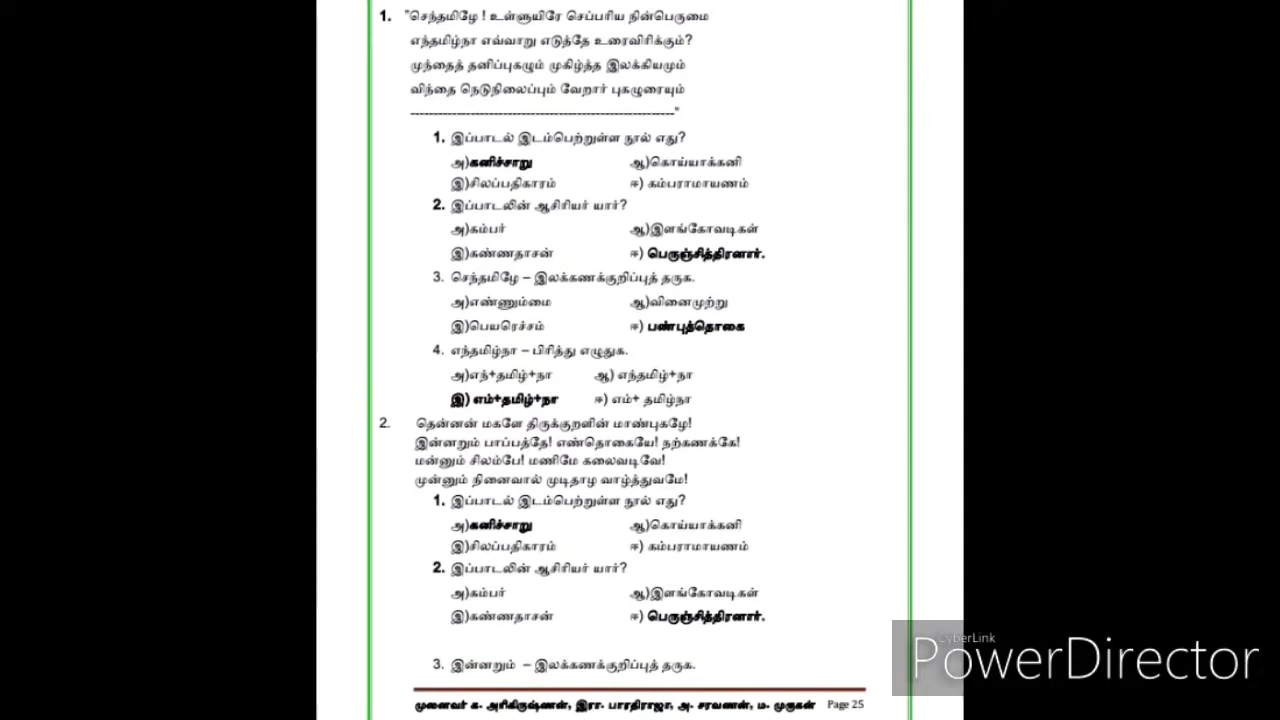 1. "செந்தமிழே ! உள்ளுயிரே செப்பரிய நின்பெருமை
எந்தமிழ்நா எவ்வாறு எடுத்தே உரைவிரிக்கும்?
முந்தைத் தனிப்புகழும் முகிழ்த்த இலக்கியமும்
விந்தை நெடுநிலைப்பும் வேறார் புகழுரையும்
------------------------------------------------------------"
1. இப்பாடல் இடம்பெற்றுள்ள நூல் எது?
அ)கனிச்சாறு ஆ)கொய்யாக்கனி
இ)சிலப்பதிகாரம் ஈ) கம்பராமாயணம்
2. இப்பாடலின் ஆசிரியர் யார்?
அ)கம்பர் ஆ)இளங்கோவடிகள்
இ)கண்ணதாசன் ஈ) பெருஞ்சித்திரனார்.
3. செந்தமிழே – இலக்கணக்குறிப்புத் தருக.
அ)எண்ணும்மை ஆ)வினைமுற்று
இ)பெயரெச்சம் ஈ) பண்புத்தொகை
4. எந்தமிழ்நா – பிரித்து எழுதுக.
அ)எந்+தமிழ்+நா ஆ) எந்தமிழ்+நா
இ) எம்+தமிழ்+நா ஈ) எம்+ தமிழ்நா
2. தென்னன் மகளே திருக்குறளின் மாண்புகழே!
இன்னறும் பாப்பத்தே! எண்தொகையே! நற்கணக்கே!
மன்னும் சிலம்பே! மணிமே கலைவடிவே!
முன்னும் நினைவால் முடிதாழ வாழ்த்துவமே!
1. இப்பாடல் இடம்பெற்றுள்ள நூல் எது?
அ)கனிச்சாறு ஆ)கொய்யாக்கனி
இ)சிலப்பதிகாரம் ஈ) கம்பராமாயணம்
2. இப்பாடலின் ஆசிரியர் யார்?
அ)கம்பர் ஆ)இளங்கோவடிகள்
இ)கண்ணதாசன் ஈ) பெருஞ்சித்திரனார்.
3. இன்னறும் – இலக்கணக்குறிப்புத் தருக.
முனைவர் க. அரிகிருஷ்ணன், இரா. பாரதிராஜா, அ. சரவணன், ம. முருகன் Page 25
CyberLink
PowerDirector